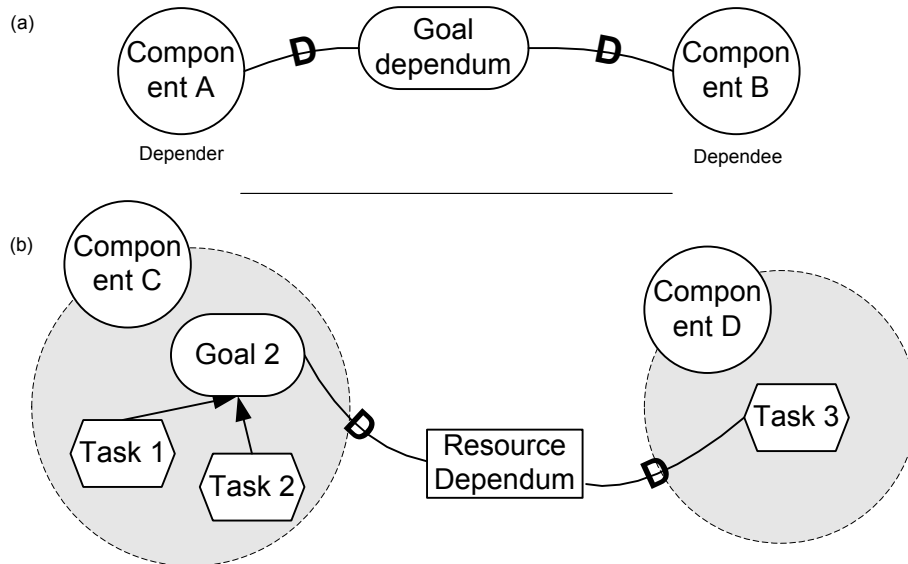 (a)
Compon
ent A
D
Goal
dependum
D
Compon
ent B
Depender
Dependee
(b)
Compon
ent C
Compon
ent D
Goal 2
Task 1
Task 2
D
Resource
Dependum
D
Task 3